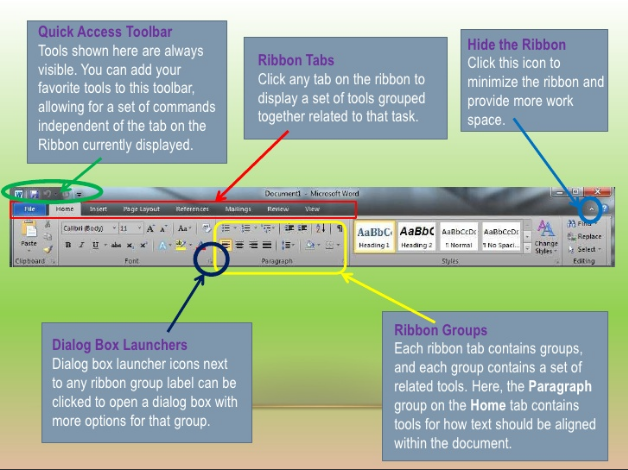 Quick Access Toolbar
Tools shown here are always
visible. You can add your
favorite tools to this toolbar,
allowing for a set of commands
independent of the tab on the
Ribbon currently displayed.
Ribbon Tabs
Click any tab on the ribbon to
display a set of tools grouped
together related to that task.
Hide the Ribbon
Click this icon to
minimize the ribbon and
provide more work
space.
Document1 - Microsoft Word
File Home Insert Page Layout References Mailings Review View
Calibri (Body) 11 A A Aa
AaBbC AaBbC AaBbCcDc AaBbCcDc
Find
Replace
Select
Paste
B I U abc x, x²
Heading 1 Heading 2 ¶ Normal ¶ No Spaci...
Change
Styles
Clipboard Font Paragraph Styles Editing
Dialog Box Launchers
Dialog box launcher icons next
to any ribbon group label can be
clicked to open a dialog box with
more options for that group.
Ribbon Groups
Each ribbon tab contains groups,
and each group contains a set of
related tools. Here, the Paragraph
group on the Home tab contains
tools for how text should be aligned
within the document.